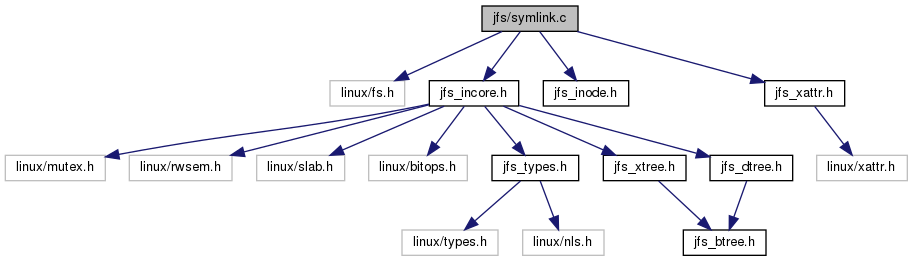 jfs/symlink.c
linux/fs.h
jfs_incore.h
jfs_inode.h
jfs_xattr.h
linux/mutex.h
linux/rwsem.h
linux/slab.h
linux/bitops.h
jfs_types.h
jfs_xtree.h
jfs_dtree.h
linux/xattr.h
linux/types.h
linux/nls.h
jfs_btree.h